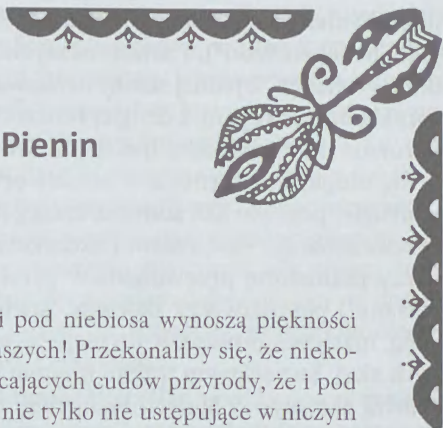 Pienin
i pod niebiosa wynoszą piękności
aszych! Przekonaliby się, że nieko-
cających cudów przyrody, że i pod
nie tylko nie ustępujące w niczym